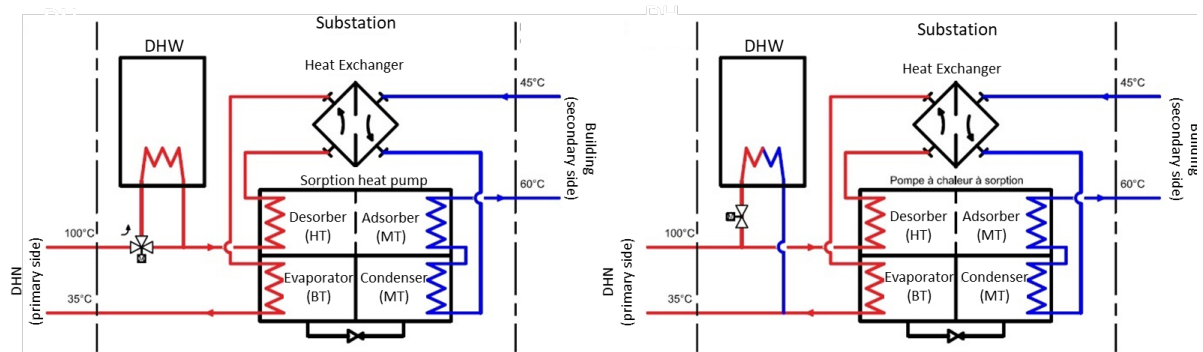 Substation
DHW
Heat Exchanger
45°C
Building
(secondary side)
Sorption heat pump
60°C
Desorber
(HT)
Adsorber
(MT)
100°C
DHN
(primary side)
Evaporator
(BT)
Condenser
(MT)
35°C
Substation
DHW
Heat Exchanger
45°C
Building
(secondary side)
Pompe à chaleur à sorption
60°C
Desorber
(HT)
Adsorber
(MT)
100°C
DHN
(primary side)
Evaporator
(BT)
Condenser
(MT)
35°C